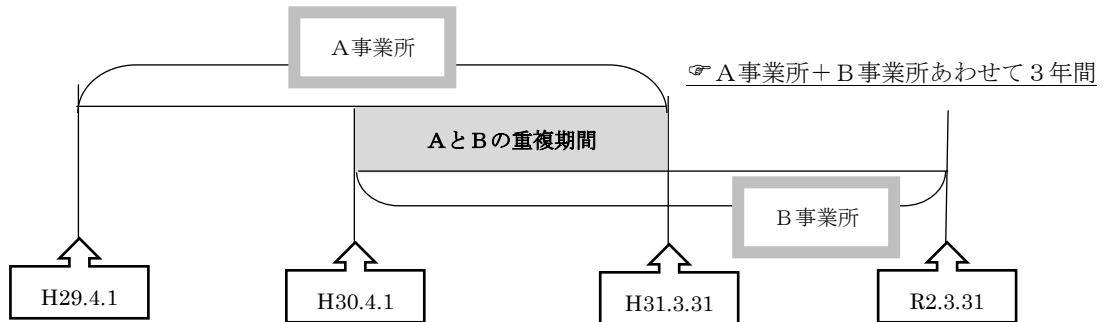 A事業所
☞A事業所+B事業所あわせて3年間
AとBの重複期間
B事業所
H29.4.1
H30.4.1
H31.3.31
R2.3.31